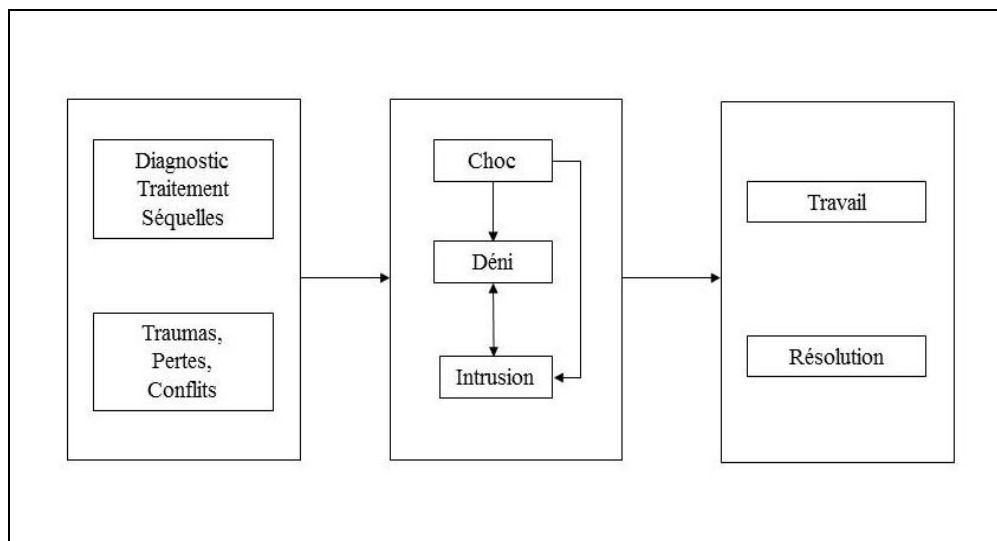 Diagnostic
Traitement
Séquelles
Traumas,
Pertes,
Conflits
Choc
Déni
Intrusion
Travail
Résolution